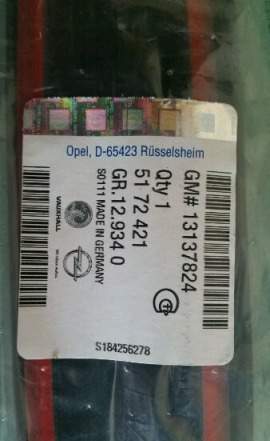 Opel, D-65423 Rüsselsheim
GM# 13137824
Qty 1
51 72 421
GR.12.934 0
S0111 MADE IN GERMANY
VAUXHALL
S184256278